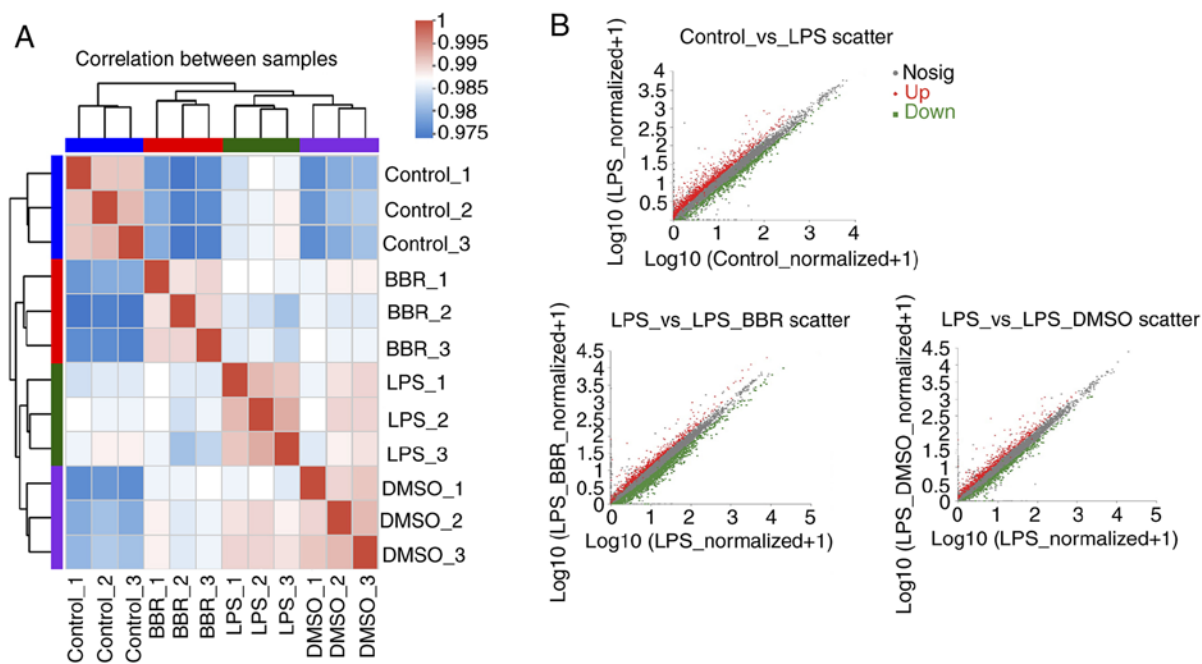 A
Correlation between samples
1
0.995
0.99
0.985
0.98
0.975
Control_1
Control_2
Control_3
BBR_1
BBR_2
BBR_3
LPS_1
LPS_2
LPS_3
DMSO_1
DMSO_2
DMSO_3
Control_1
Control_2
Control_3
BBR_1
BBR_2
BBR_3
LPS_1
LPS_2
LPS_3
DMSO_1
DMSO_2
DMSO_3
B
Control_vs_LPS scatter
Log10 (LPS_normalized+1)
4
3.5
3
2.5
2
1.5
1
0.5
0 1 2 3 4
Log10 (Control_normalized+1)
Nosig
Up
Down
LPS_vs_LPS_BBR scatter
Log10 (LPS_BBR_normalized+1)
4.5
4
3.5
3
2.5
2
1.5
1
0.5
0
0 1 2 3 4 5
Log10 (LPS_normalized+1)
LPS_vs_LPS_DMSO scatter
Log10 (LPS_DMSO_normalized+1)
4.5
4
3.5
3
2.5
2
1.5
1
0.5
0
0 1 2 3 4 5
Log10 (LPS_normalized+1)